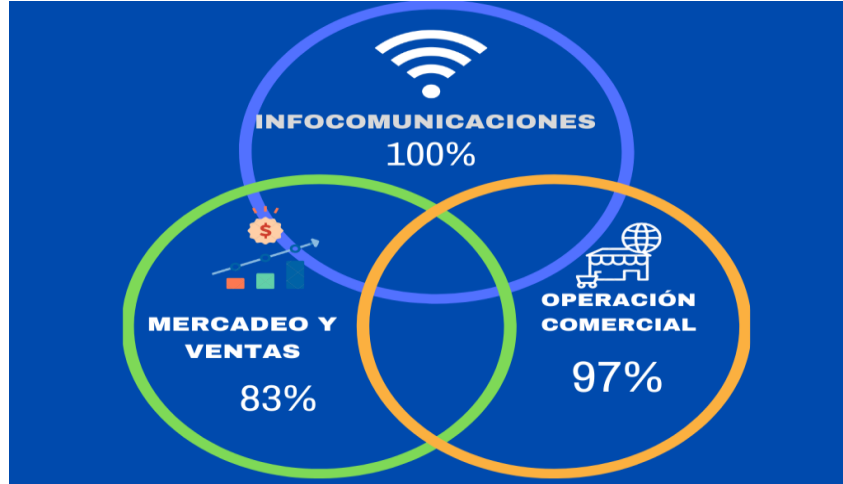 INFOCOMUNICACIONES
100%
$
MERCADEO Y
VENTAS
83%
OPERACIÓN
COMERCIAL
97%